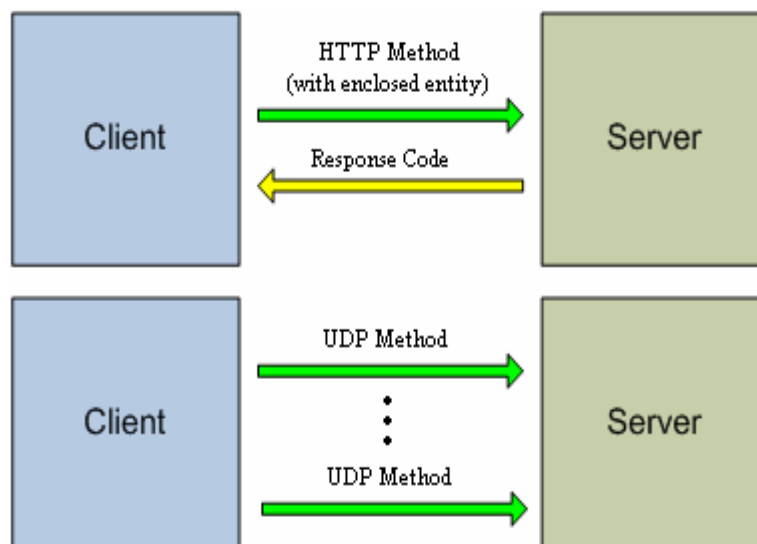 Client
HTTP Method
(with enclosed entity)
Response Code
Server
Client
UDP Method
UDP Method
Server